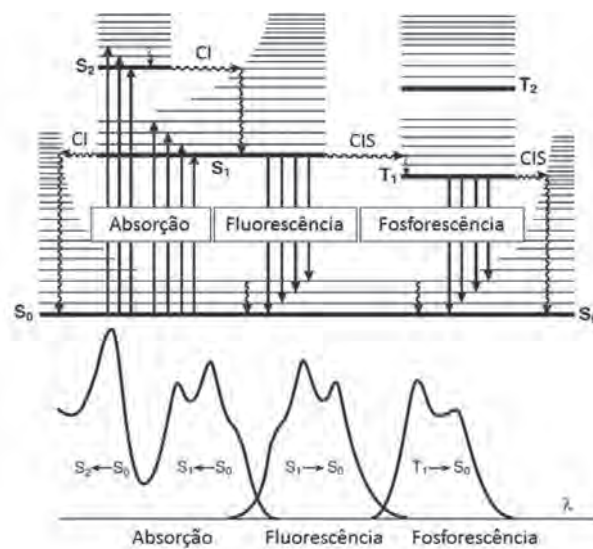 S₂
CI
T₂
CI
CIS
S₁
T₁
CIS
Absorção
Fluorescência
Fosforescência
S₀
S₀
S₂←S₀
S₁←S₀
S₁→S₀
T₁→S₀
λ
Absorção
Fluorescência
Fosforescência